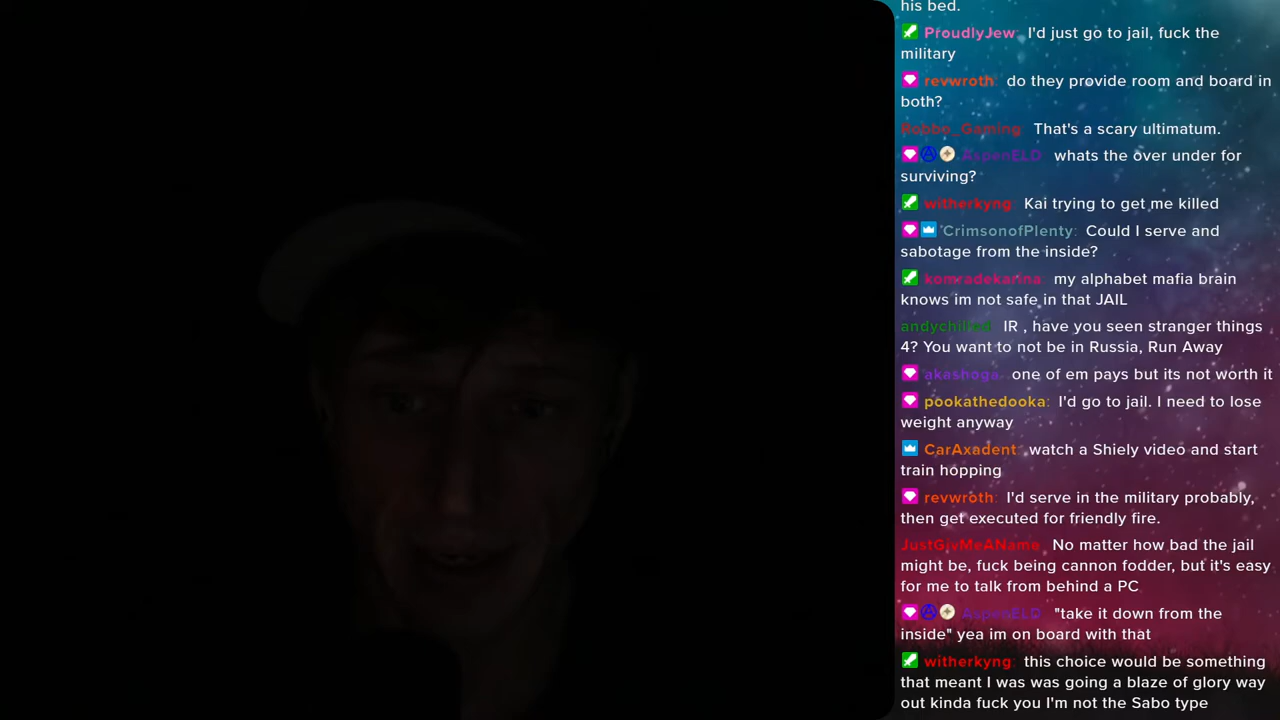 his bed.
ProudlyJew: I'd just go to jail, fuck the
military
revwroth: do they provide room and board in
both?
Robbo_Gaming: That's a scary ultimatum.
AspenELD: whats the over under for
surviving?
witherkyng: Kai trying to get me killed
CrimsonofPlenty: Could I serve and
sabotage from the inside?
komradekarina: my alphabet mafia brain
knows im not safe in that JAIL
andychilled: IR , have you seen stranger things
4? You want to not be in Russia, Run Away
akashoga: one of em pays but its not worth it
pookathedooka: I'd go to jail. I need to lose
weight anyway
CarAxadent: watch a Shiely video and start
train hopping
revwroth: I'd serve in the military probably,
then get executed for friendly fire.
JustGivMeAName: No matter how bad the jail
might be, fuck being cannon fodder, but it's easy
for me to talk from behind a PC
AspenELD: "take it down from the
inside" yea im on board with that
witherkyng: this choice would be something
that meant I was was going a blaze of glory way
out kinda fuck you I'm not the Sabo type